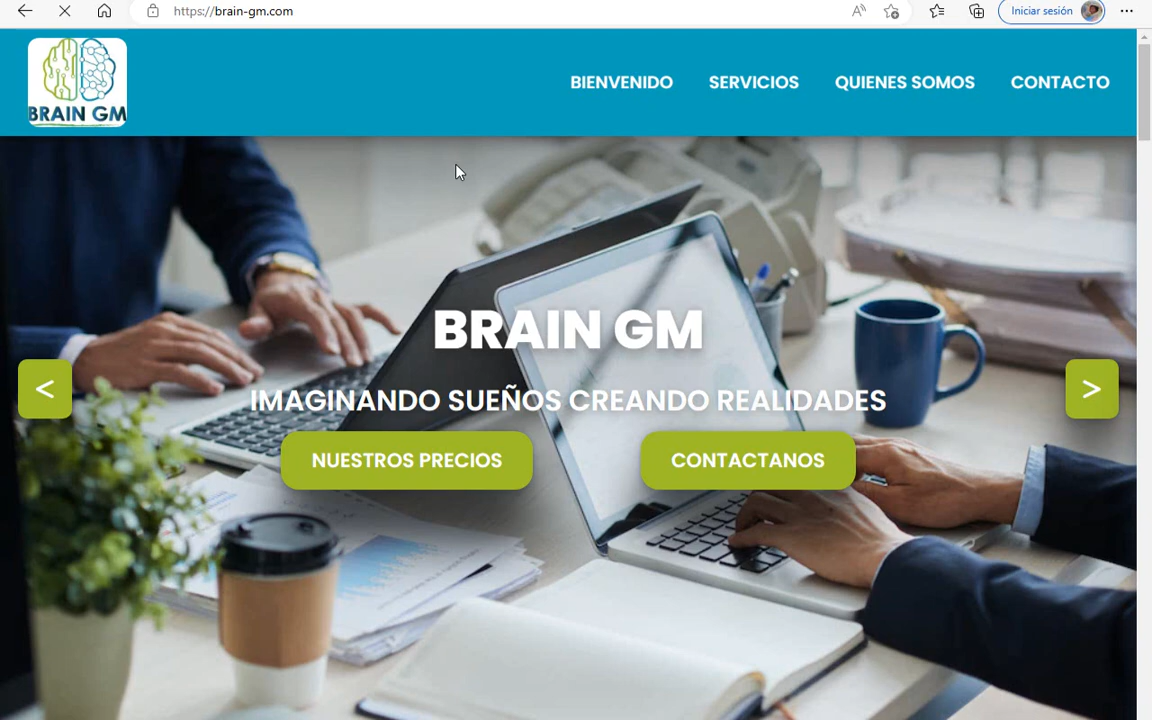 https://brain-gm.com
Iniciar sesión
BRAIN GM
BIENVENIDO
SERVICIOS
QUIENES SOMOS
CONTACTO
BRAIN GM
IMAGINANDO SUEÑOS CREANDO REALIDADES
<
>
NUESTROS PRECIOS
CONTACTANOS